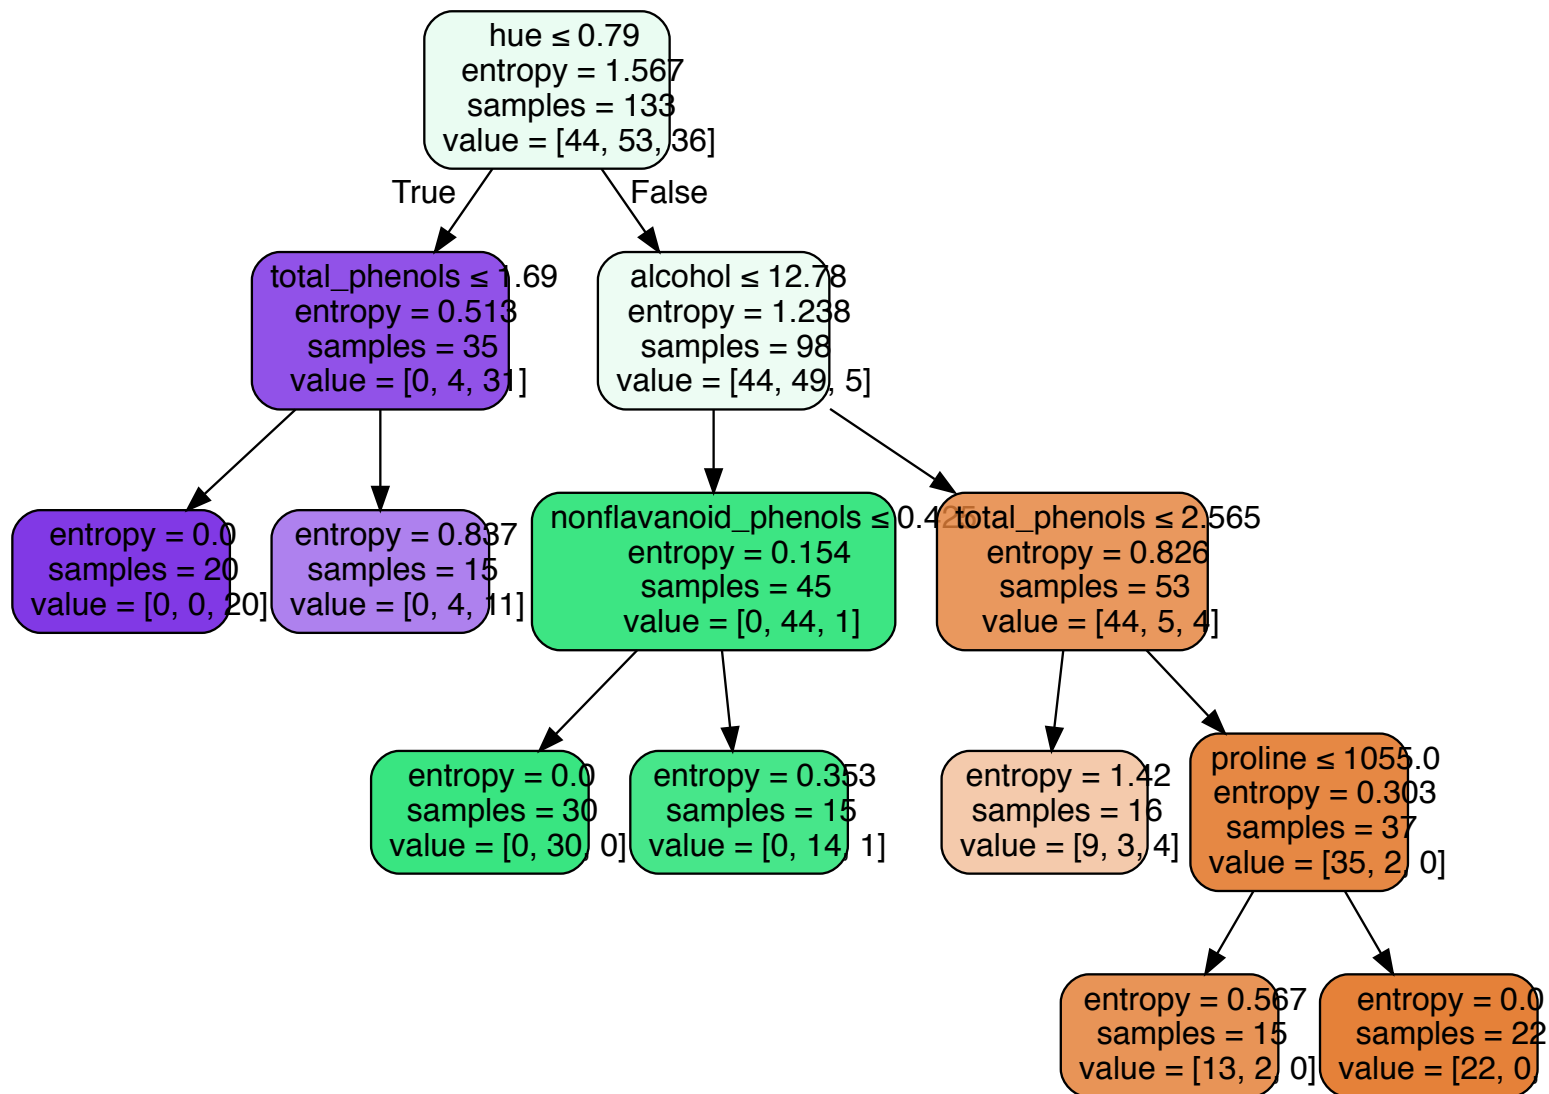 hue ≤ 0.79
entropy = 1.567
samples = 133
value = [44, 53, 36]
True
False
total_phenols ≤ 1.69
entropy = 0.513
samples = 35
value = [0, 4, 31]
alcohol ≤ 12.78
entropy = 1.238
samples = 98
value = [44, 49, 5]
entropy = 0.0
samples = 20
value = [0, 0, 20]
entropy = 0.837
samples = 15
value = [0, 4, 11]
nonflavanoid_phenols ≤ 0.425
entropy = 0.154
samples = 45
value = [0, 44, 1]
total_phenols ≤ 2.565
entropy = 0.826
samples = 53
value = [44, 5, 4]
entropy = 0.0
samples = 30
value = [0, 30, 0]
entropy = 0.353
samples = 15
value = [0, 14, 1]
entropy = 1.42
samples = 16
value = [9, 3, 4]
proline ≤ 1055.0
entropy = 0.303
samples = 37
value = [35, 2, 0]
entropy = 0.567
samples = 15
value = [13, 2, 0]
entropy = 0.0
samples = 22
value = [22, 0,